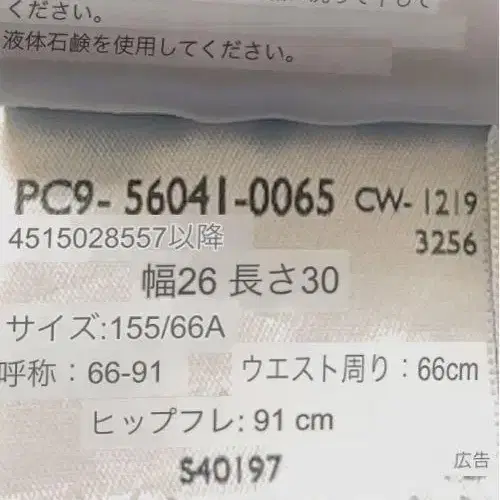 ください。
液体石鹸を使用してください。
PC9- 56041-0065 CW- 1219
4515028557以降 3256
幅26 長さ30
サイズ:155/66A
呼称：66-91 ウエスト周り：66cm
ヒップフレ: 91 cm
S40197
広告